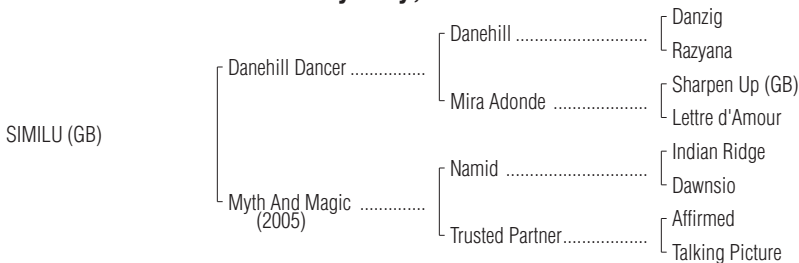 Danzig
Danehill ............................
Razyana
Danehill Dancer ................
Sharpen Up (GB)
Mira Adonde ....................
Lettre d'Amour
SIMILU (GB)
Indian Ridge
Namid ..............................
Dawnsio
Myth And Magic ..............
(2005)
Affirmed
Trusted Partner..................
Talking Picture